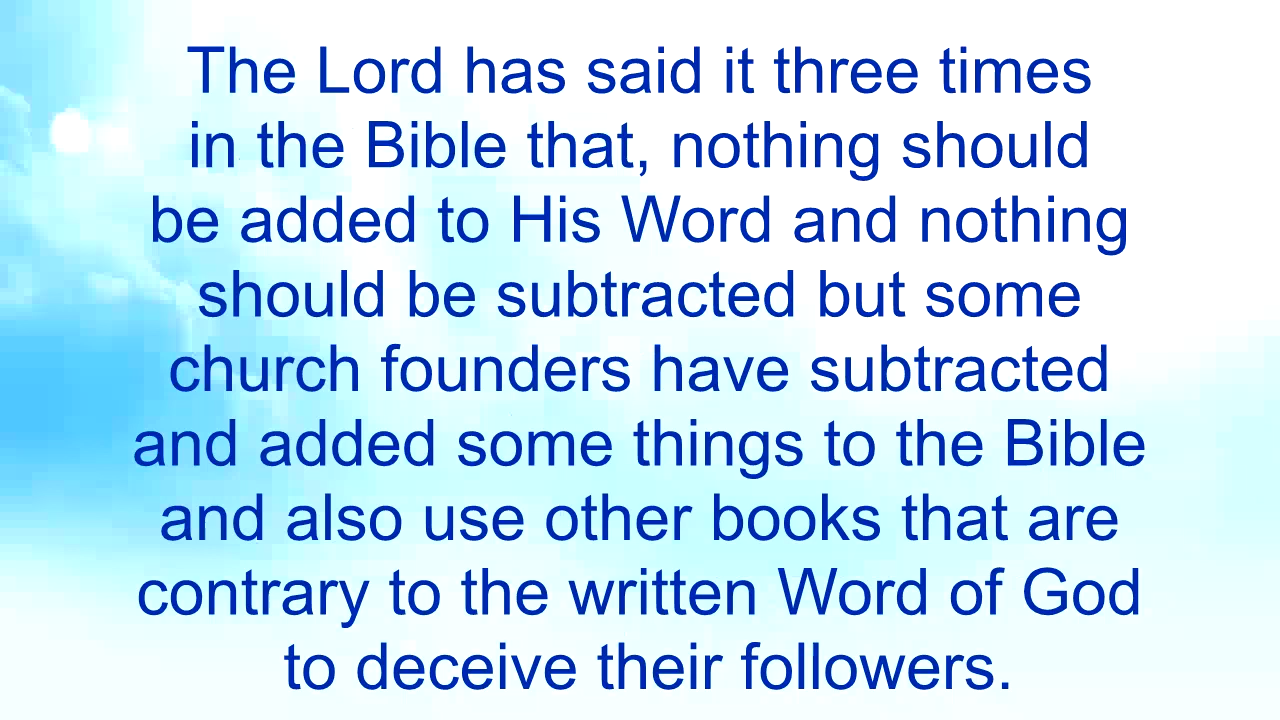 The Lord has said it three times
in the Bible that, nothing should
be added to His Word and nothing
should be subtracted but some
church founders have subtracted
and added some things to the Bible
and also use other books that are
contrary to the written Word of God
to deceive their followers.